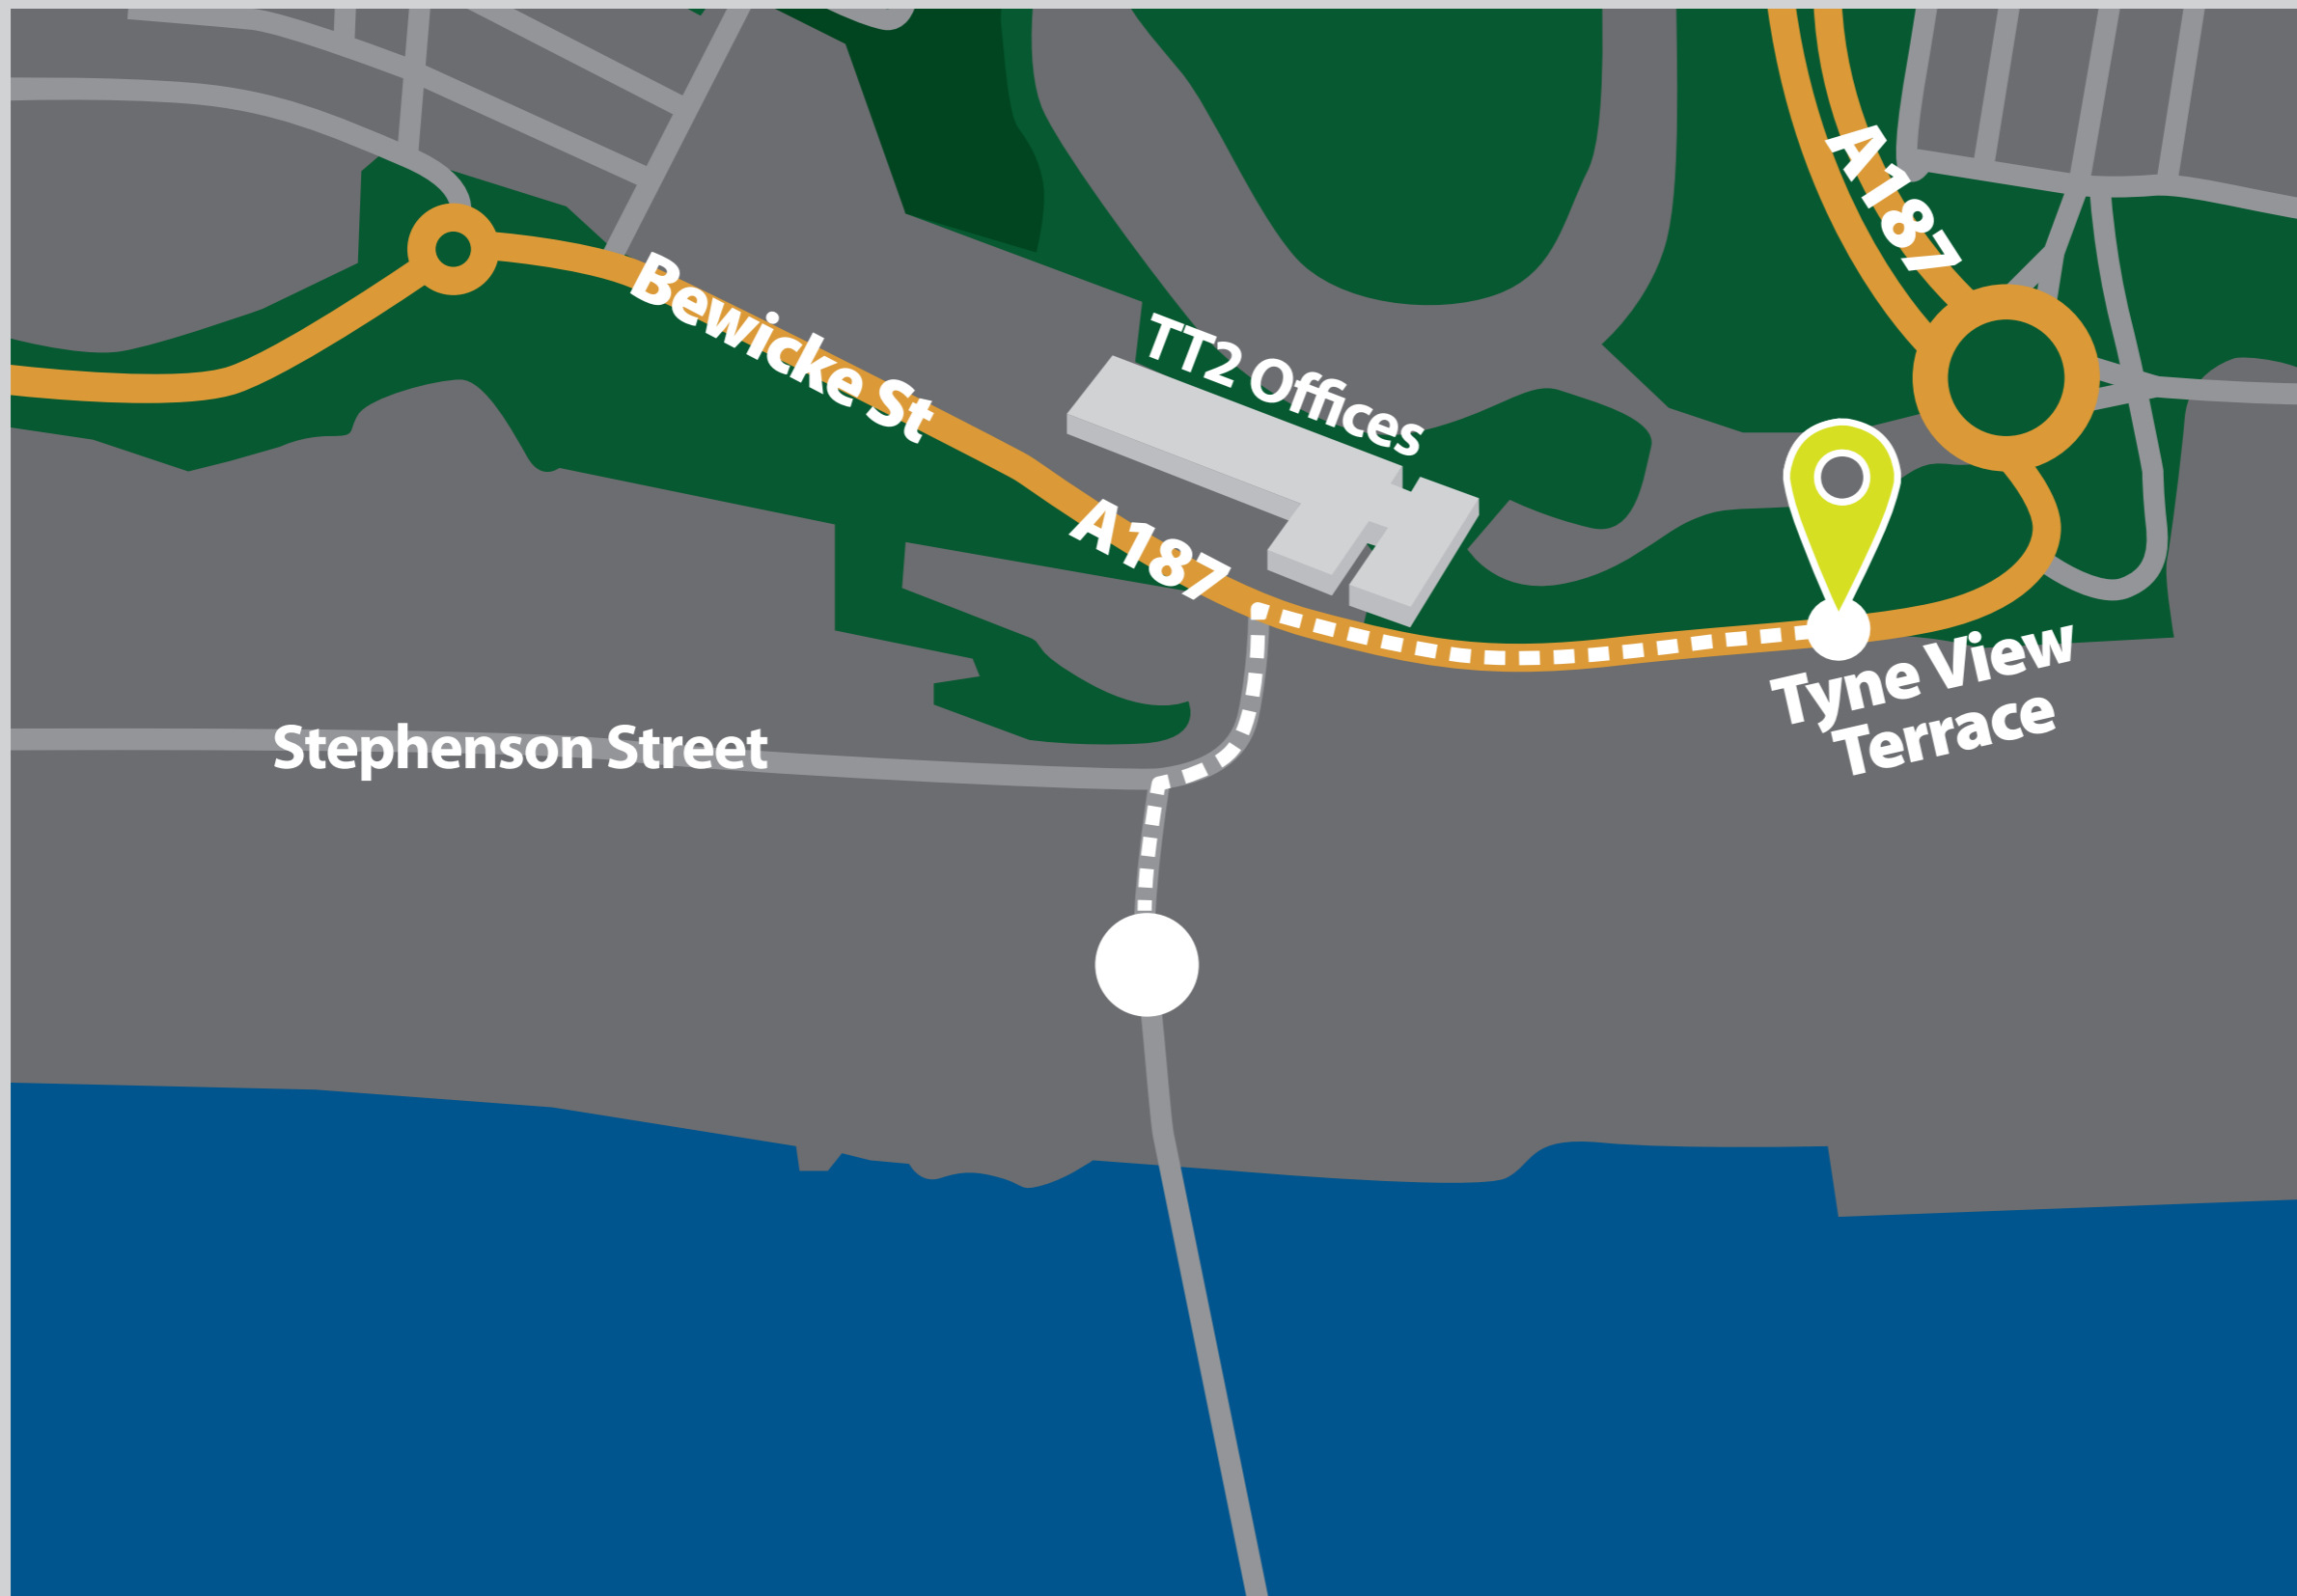 A187
Bewicke St
TT2 Offices
A187
Tyne View
Terrace
Stephenson Street